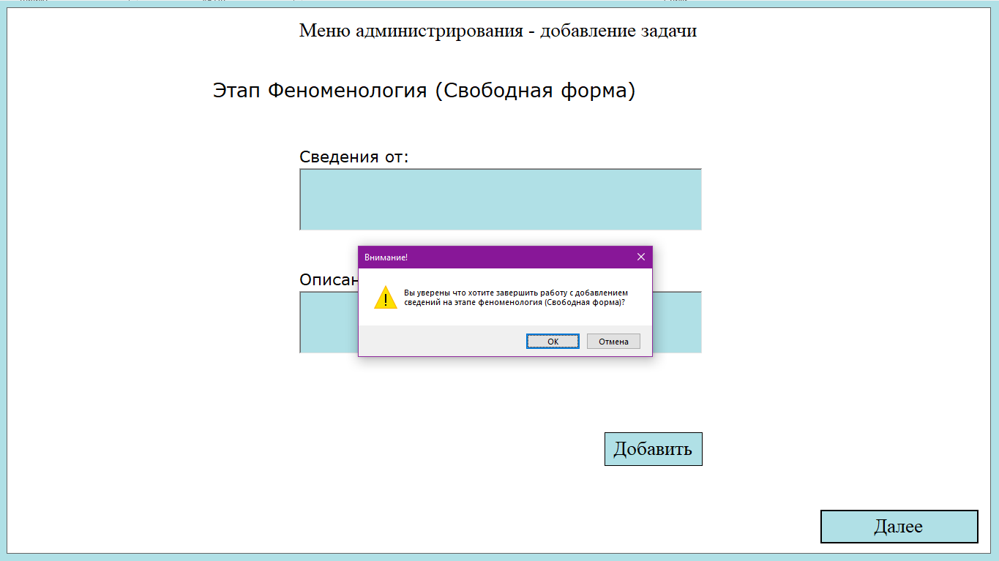 Меню администрирования - добавление задачи
Этап Феноменология (Свободная форма)
Сведения от:
Внимание!
Описан
Вы уверены что хотите завершить работу с добавлением
сведений на этапе феноменология (Свободная форма)?
ОК
Отмена
Добавить
Далее